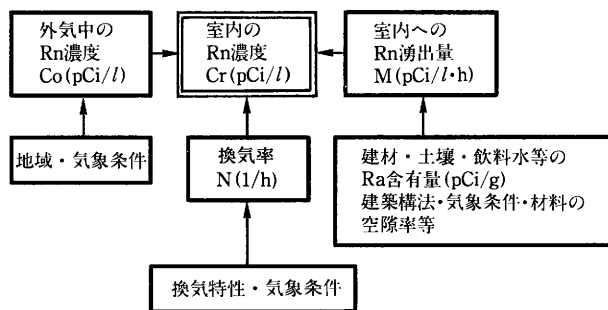 外気中の
Rn濃度
Co(pCi/l)
室内の
Rn濃度
Cr(pCi/l)
室内への
Rn湧出量
M(pCi/l·h)
地域・気象条件
換気率
N(1/h)
建材・土壌・飲料水等の
Ra含有量(pCi/g)
建築構法・気象条件・材料の
空隙率等
換気特性・気象条件